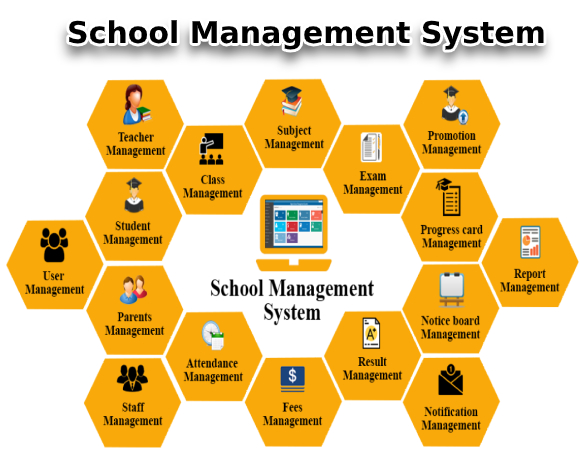 School Management System
Teacher
Management
Class
Management
Subject
Management
Exam
Management
Promotion
Management
Student
Management
Progress card
Management
User
Management
School Management
System
Report
Management
Parents
Management
Notice board
Management
Attendance
Management
Result
Management
Staff
Management
Fees
Management
Notification
Management
$
A+
1